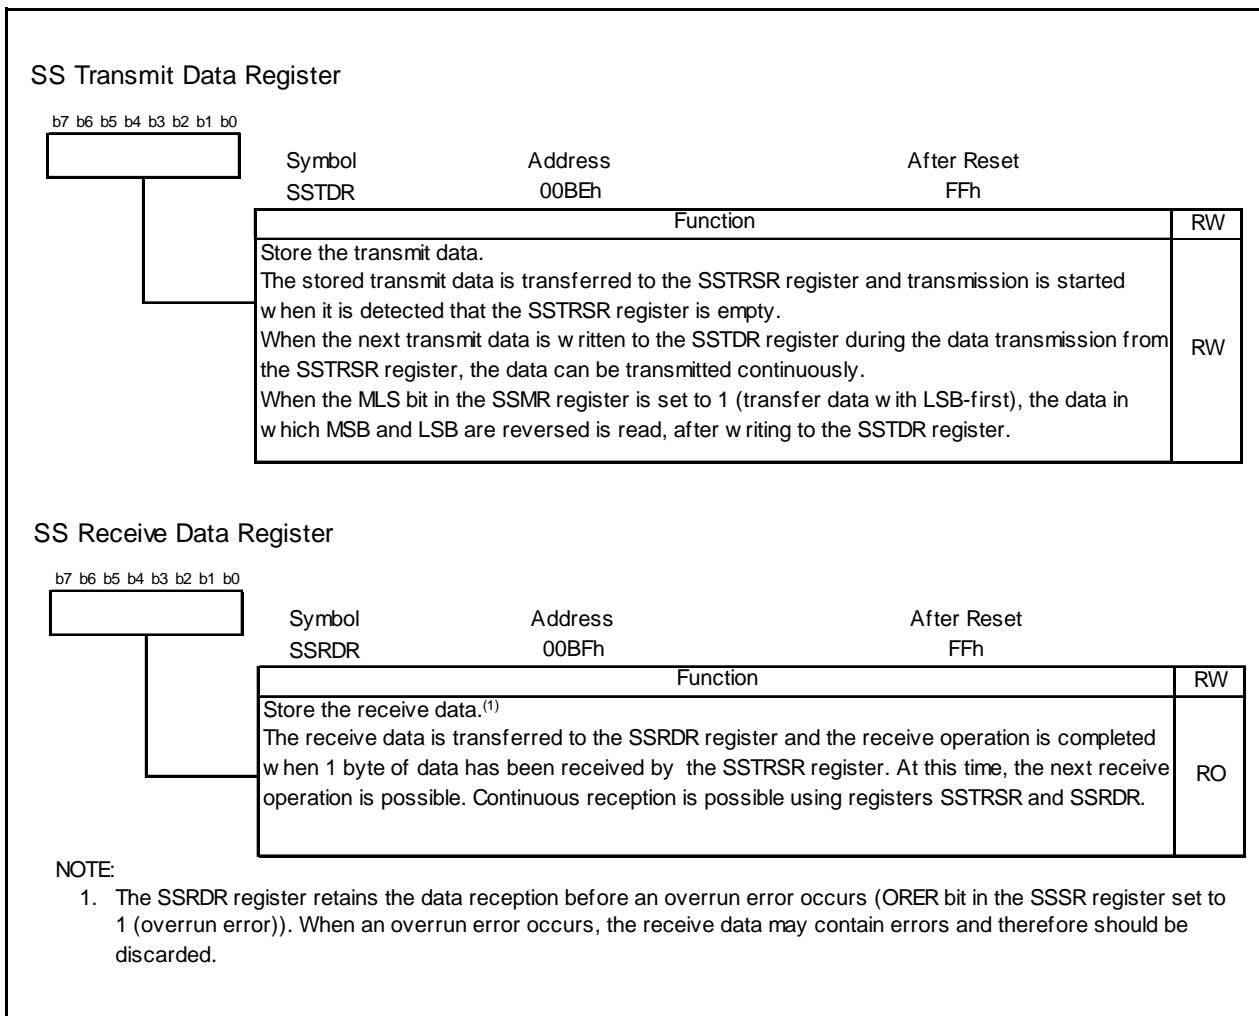 SS Transmit Data Register
b7 b6 b5 b4 b3 b2 b1 b0
Symbol Address After Reset
SSTDR 00BEh FFh
Function RW
Store the transmit data.
The stored transmit data is transferred to the SSTRSR register and transmission is started
when it is detected that the SSTRSR register is empty.
When the next transmit data is written to the SSTDR register during the data transmission from
the SSTRSR register, the data can be transmitted continuously.
When the MLS bit in the SSMR register is set to 1 (transfer data with LSB-first), the data in
which MSB and LSB are reversed is read, after writing to the SSTDR register.
RW
SS Receive Data Register
b7 b6 b5 b4 b3 b2 b1 b0
Symbol Address After Reset
SSRDR 00BFh FFh
Function RW
Store the receive data.(1)
The receive data is transferred to the SSRDR register and the receive operation is completed
when 1 byte of data has been received by the SSTRSR register. At this time, the next receive
operation is possible. Continuous reception is possible using registers SSTRSR and SSRDR.
RO
NOTE:
1. The SSRDR register retains the data reception before an overrun error occurs (ORER bit in the SSSR register set to
1 (overrun error)). When an overrun error occurs, the receive data may contain errors and therefore should be
discarded.